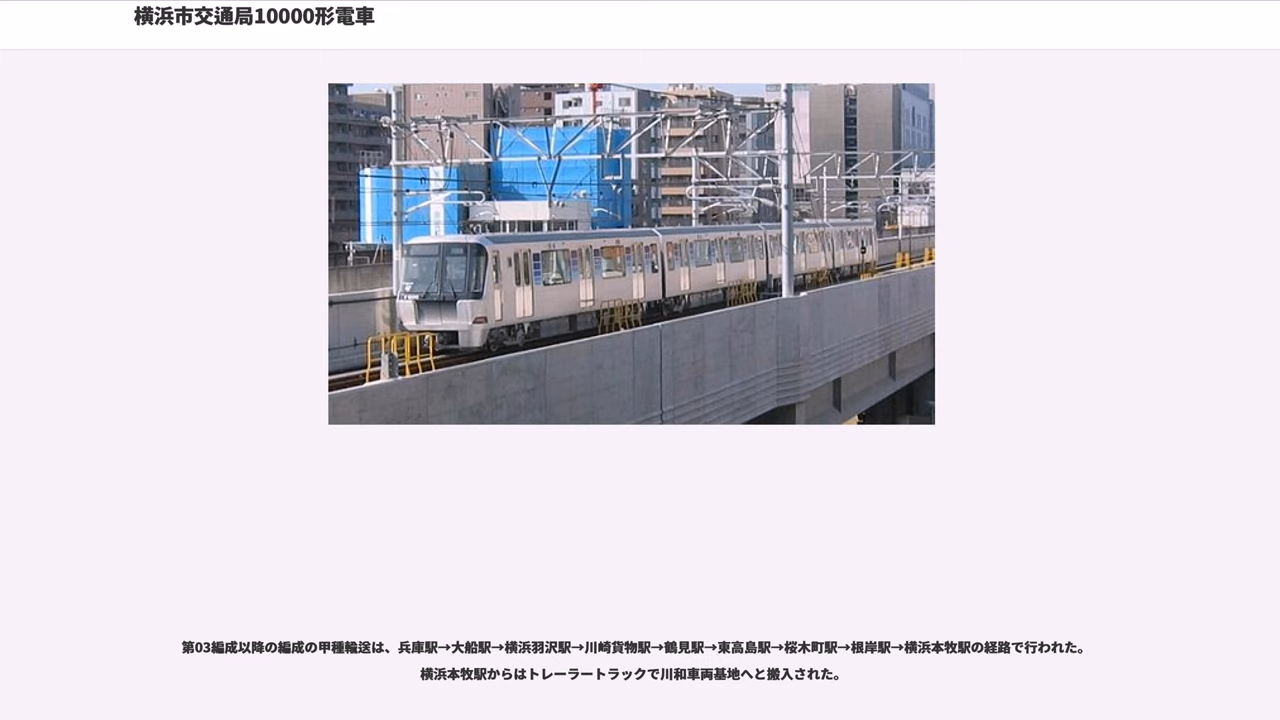 横浜市交通局10000形電車
第03編成以降の編成の甲種輸送は、兵庫駅→大船駅→横浜羽沢駅→川崎貨物駅→鶴見駅→東高島駅→桜木町駅→根岸駅→横浜本牧駅の経路で行われた。
横浜本牧駅からはトレーラートラックで川和車両基地へと搬入された。